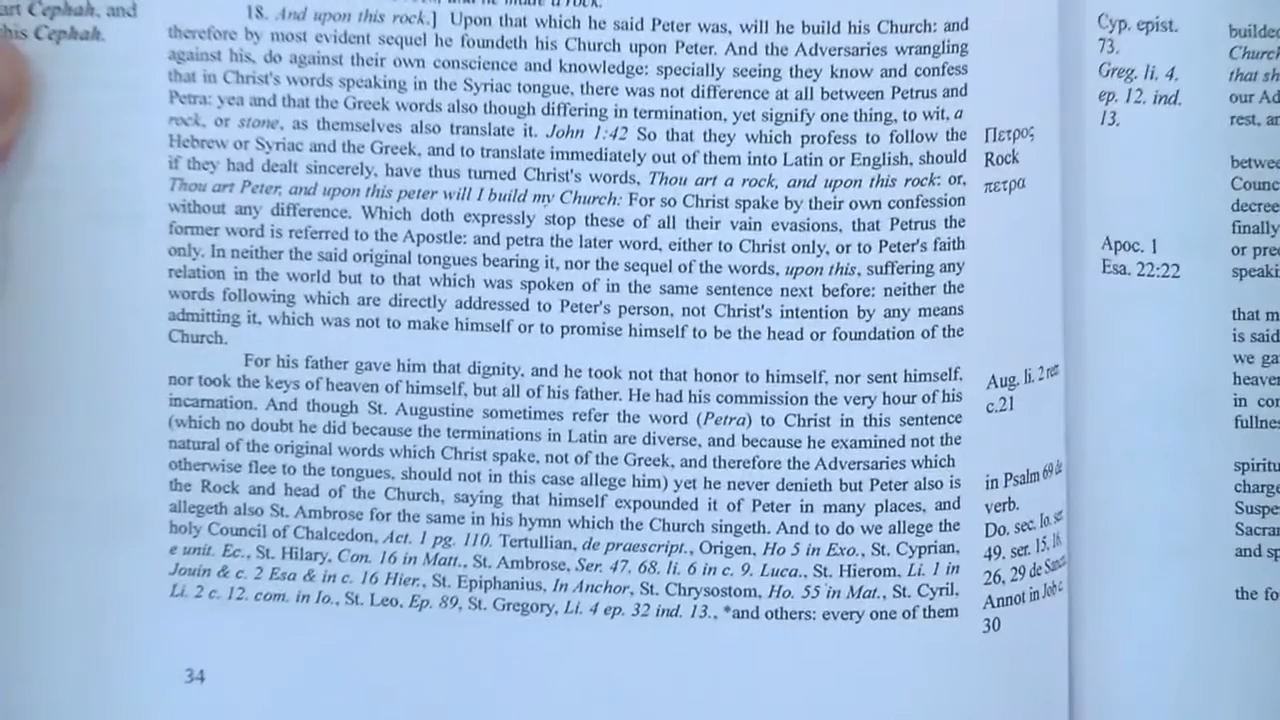 art Cephah, and
his Cephah.
18. And upon this rock.] Upon that which he said Peter was, will he build his Church: and
therefore by most evident sequel he foundeth his Church upon Peter. And the Adversaries wrangling
against his, do against their own conscience and knowledge: specially seeing they know and confess
that in Christ's words speaking in the Syriac tongue, there was not difference at all between Petrus and
Petra: yea and that the Greek words also though differing in termination, yet signify one thing, to wit, a
rock, or stone, as themselves also translate it. John 1:42 So that they which profess to follow the
Hebrew or Syriac and the Greek, and to translate immediately out of them into Latin or English, should
if they had dealt sincerely, have thus turned Christ's words, Thou art a rock, and upon this rock: or,
Thou art Peter, and upon this peter will I build my Church: For so Christ spake by their own confession
without any difference. Which doth expressly stop these of all their vain evasions, that Petrus the
former word is referred to the Apostle: and petra the later word, either to Christ only, or to Peter's faith
only. In neither the said original tongues bearing it, nor the sequel of the words, upon this, suffering any
relation in the world but to that which was spoken of in the same sentence next before: neither the
words following which are directly addressed to Peter's person, not Christ's intention by any means
admitting it, which was not to make himself or to promise himself to be the head or foundation of the
Church.
For his father gave him that dignity, and he took not that honor to himself, nor sent himself,
nor took the keys of heaven of himself, but all of his father. He had his commission the very hour of his
incarnation. And though St. Augustine sometimes refer the word (Petra) to Christ in this sentence
(which no doubt he did because the terminations in Latin are diverse, and because he examined not the
natural of the original words which Christ spake, not of the Greek, and therefore the Adversaries which
otherwise flee to the tongues, should not in this case allege him) yet he never denieth but Peter also is
the Rock and head of the Church, saying that himself expounded it of Peter in many places, and
allegeth also St. Ambrose for the same in his hymn which the Church singeth. And to do we allege the
holy Council of Chalcedon, Act. 1 pg. 110. Tertullian, de praescript., Origen, Ho 5 in Exo., St. Cyprian,
e unit. Ec., St. Hilary, Con. 16 in Matt., St. Ambrose, Ser. 47. 68. li. 6 in c. 9. Luca., St. Hierom, Li. 1 in
Jouin & c. 2 Esa & in c. 16 Hier., St. Epiphanius, In Anchor, St. Chrysostom, Ho. 55 in Mat., St. Cyril,
Li. 2 c. 12. com. in Io., St. Leo, Ep. 89, St. Gregory, Li. 4 ep. 32 ind. 13., *and others: every one of them
34
Πετρος
Rock
πετρα
Aug. li. 2 retr.
c.21
in Psalm 69 de
verb.
Do. sec. Io. ser.
49. ser. 15, 16,
26, 29 de Sanct.
Annot in Job c.
30
Cyp. epist.
73.
Greg. li. 4.
ep. 12. ind.
13.
Apoc. 1
Esa. 22:22
builded
Church
that sh
our Ad
rest, an
betwee
Counc
decree
finally
or pre
speaki
that m
is said
we ga
heaver
in cor
fullnes
spiritu
charge
Suspe
Sacrar
and sp
the fo